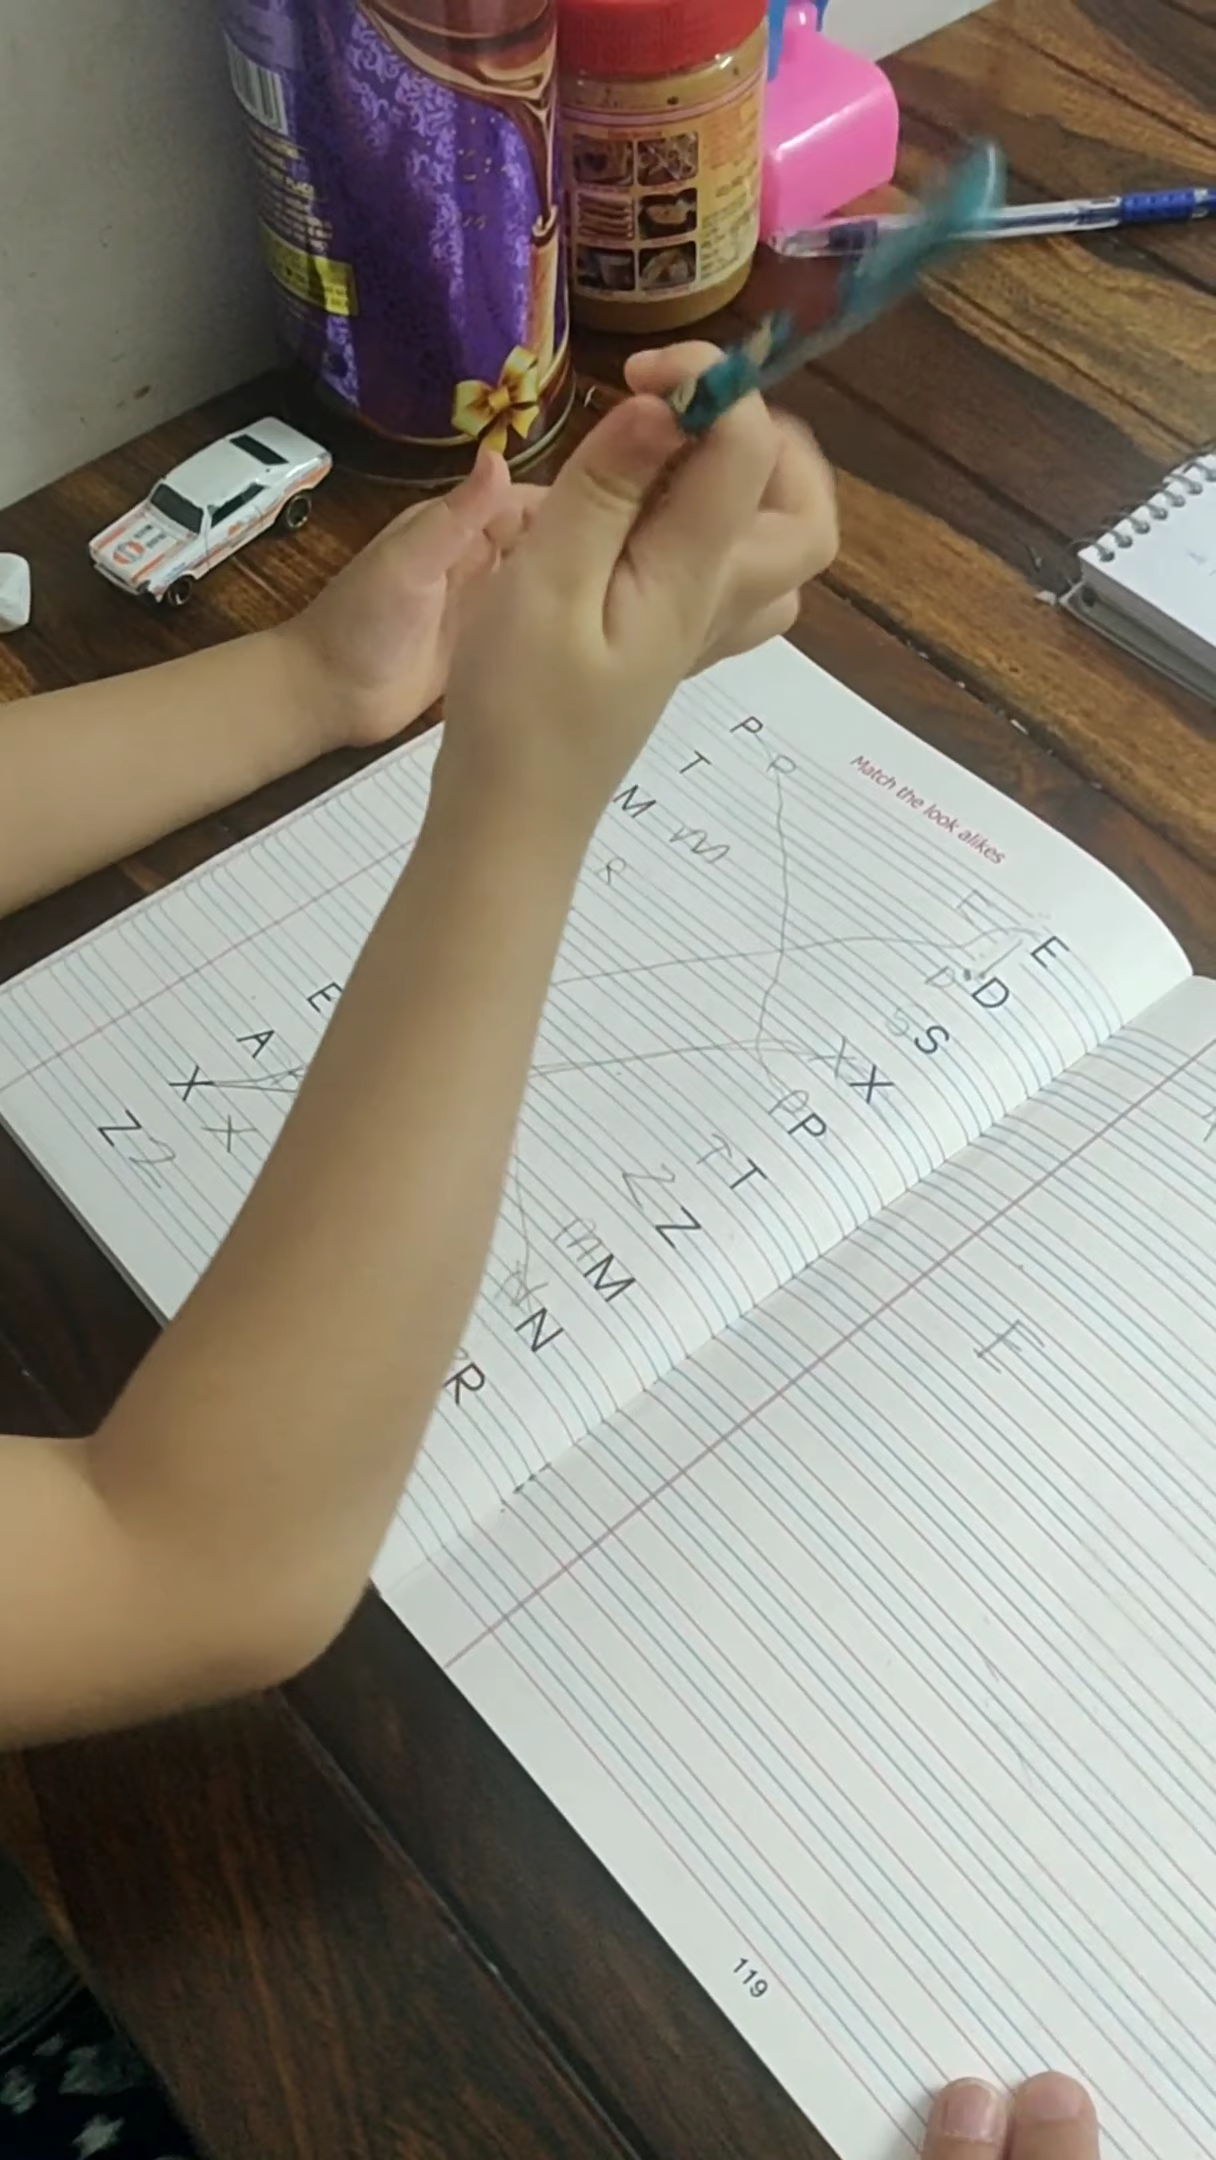 Match the look alikes
P R E E
T D D
M m S S
R X X
P P
T T
E Z Z
A M M
X X N N
Z Z R
E
119